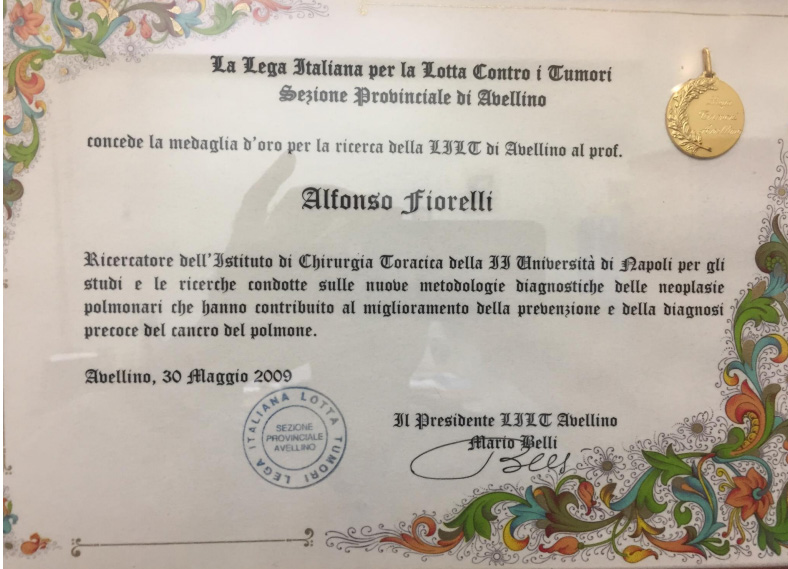 La Lega Italiana per la Lotta Contro i Tumori
Sezione Provinciale di Avellino
concede la medaglia d'oro per la ricerca della LILT di Avellino al prof.
Alfonso Fiorelli
Ricercatore dell'Istituto di Chirurgia Toracica della II Università di Napoli per gli
studi e le ricerche condotte sulle nuove metodologie diagnostiche delle neoplasie
polmonari che hanno contribuito al miglioramento della prevenzione e della diagnosi
precoce del cancro del polmone.
Avellino, 30 Maggio 2009
LEGA ITALIANA LOTTA TUMORI
SEZIONE
PROVINCIALE
AVELLINO
Il Presidente LILT Avellino
Mario Belli